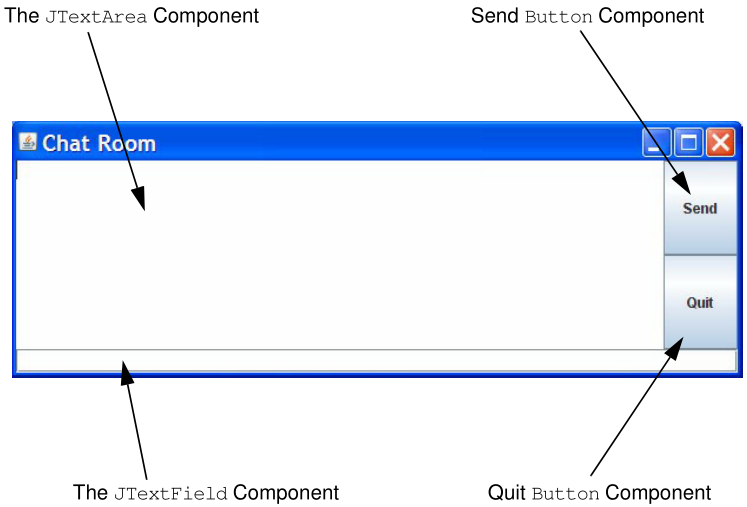 The JTextArea Component
Send Button Component
Chat Room
Send
Quit
The JTextField Component
Quit Button Component